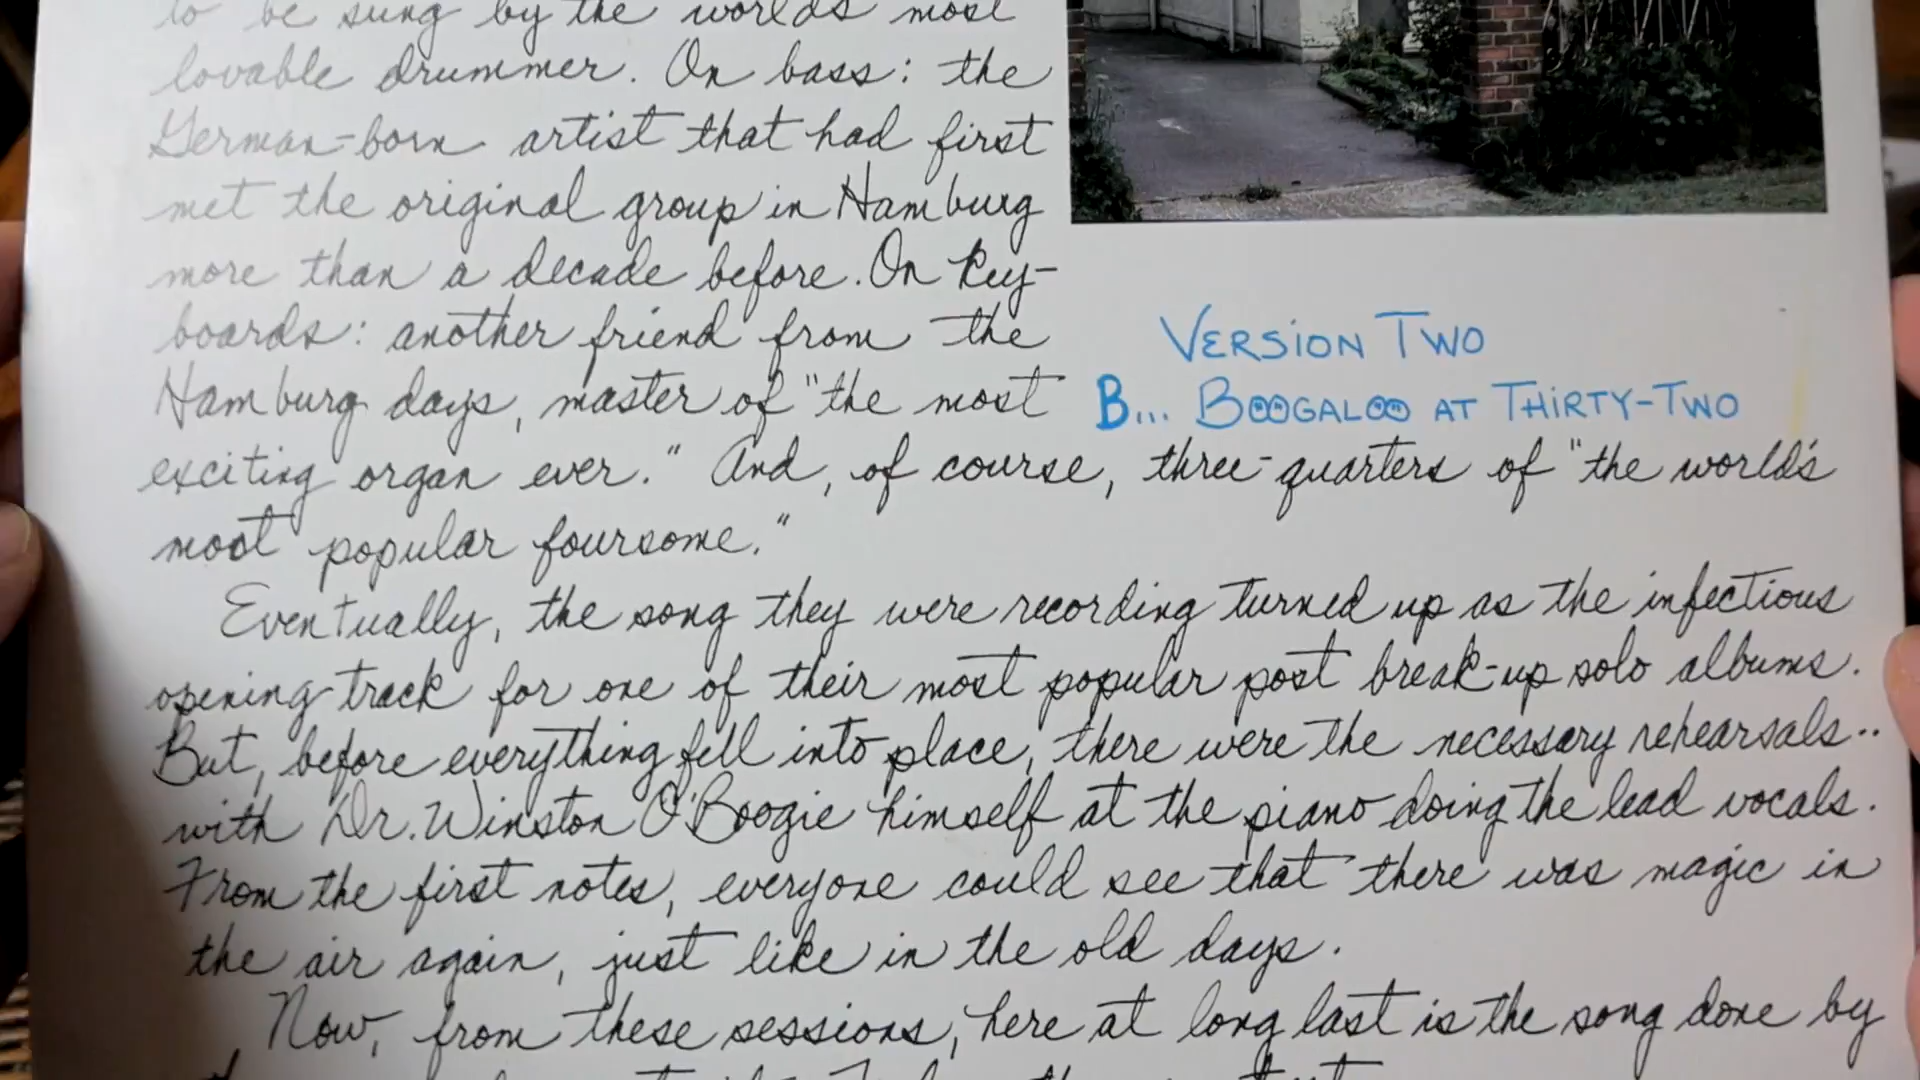 to be sung by the worlds most
lovable drummer. On bass: the
German-born artist that had first
met the original group in Hamburg
more than a decade before. On key-
boards: another friend from the
Hamburg days, master of "the most
exciting organ ever." And, of course, three-quarters of "the world's
most popular foursome."
VERSION TWO
B... BOOGALOO AT THIRTY-TWO
Eventually, the song they were recording turned up as the infectious
opening track for one of their most popular post break-up solo albums.
But, before everything fell into place, there were the necessary rehearsals..
with Dr. Winston O'Boogie himself at the piano doing the lead vocals.
From the first notes, everyone could see that there was magic in
the air again, just like in the old days.
Now, from these sessions, here at long last is the song done by